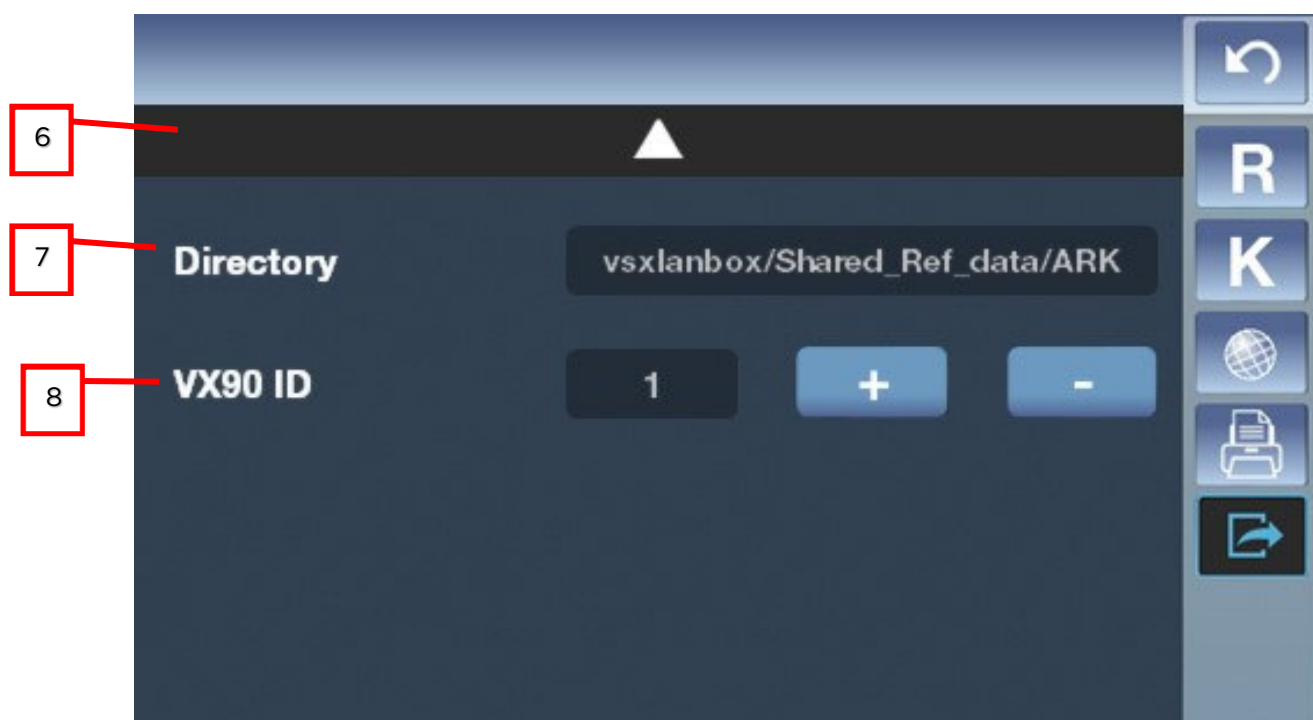 6
R
7
Directory
vsxlanbox/Shared_Ref_data/ARK
K
8
VX90 ID
1
+
-